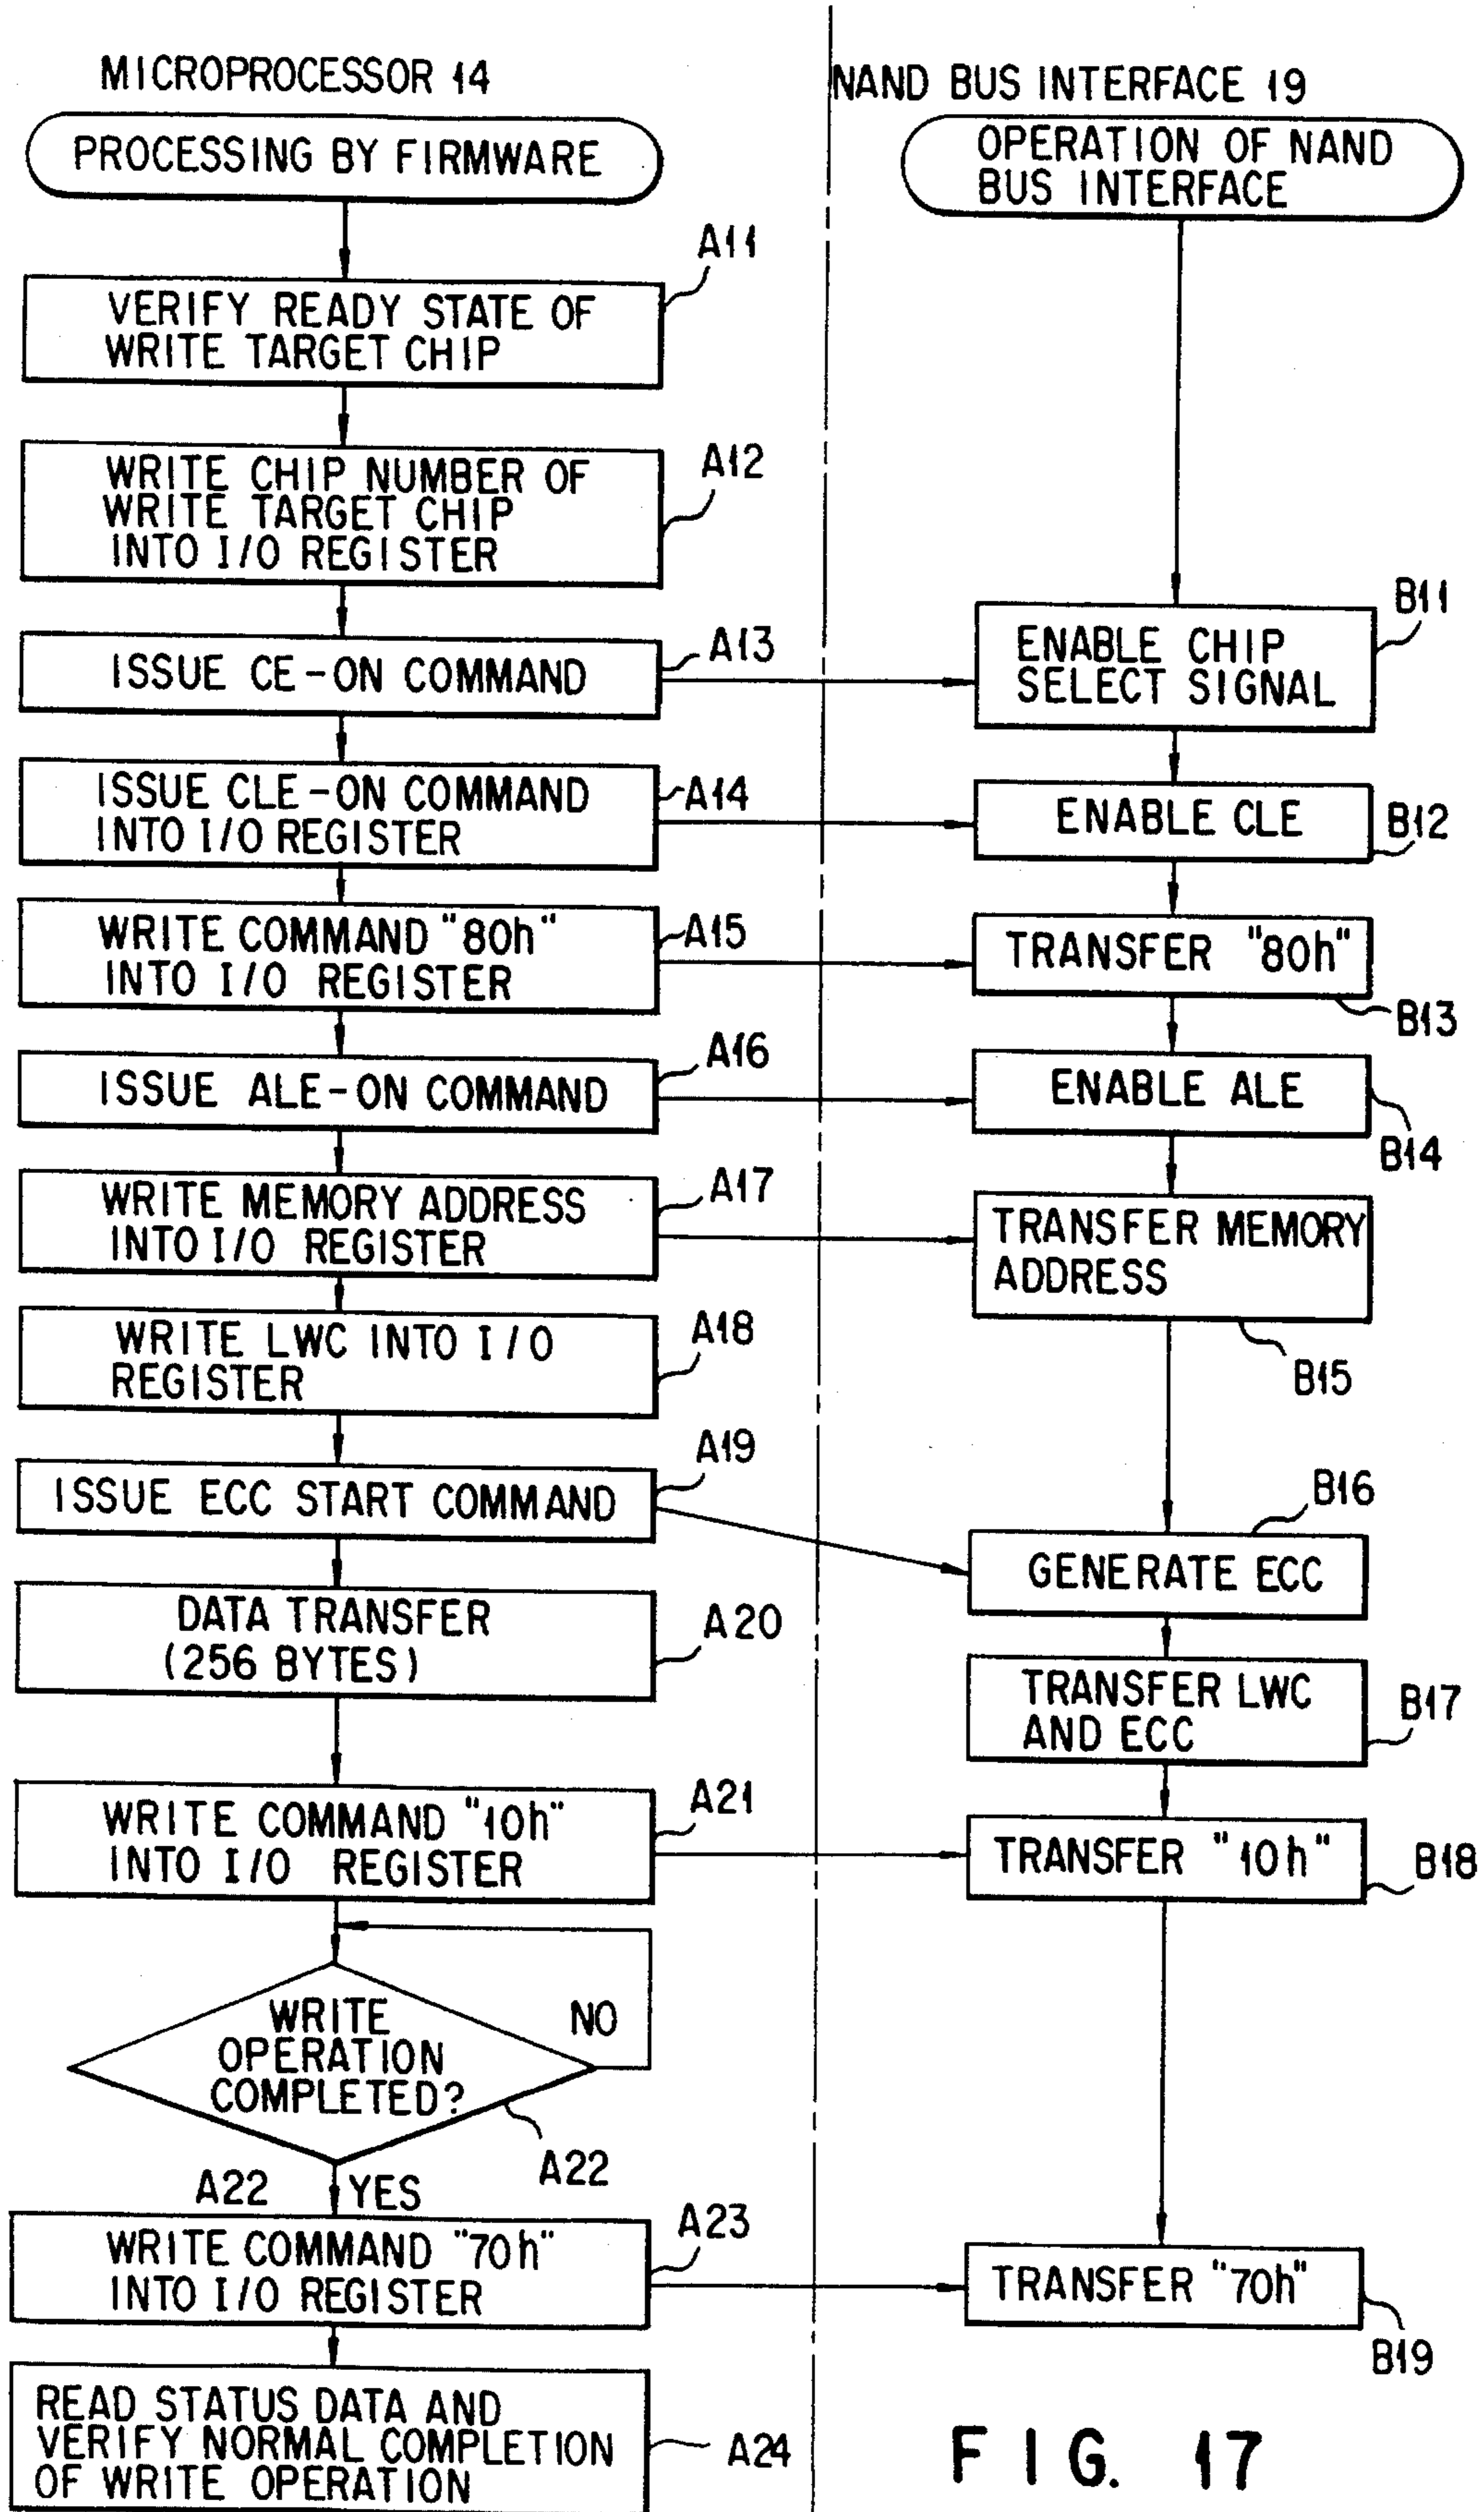 MICROPROCESSOR 14
PROCESSING BY FIRMWARE
A11
VERIFY READY STATE OF
WRITE TARGET CHIP
A12
WRITE CHIP NUMBER OF
WRITE TARGET CHIP
INTO I/O REGISTER
A13
ISSUE CE-ON COMMAND
ISSUE CLE-ON COMMAND
INTO I/O REGISTER
A14
WRITE COMMAND "80h"
INTO I/O REGISTER
A15
A16
ISSUE ALE-ON COMMAND
A17
WRITE MEMORY ADDRESS
INTO I/O REGISTER
A18
WRITE LWC INTO I/O
REGISTER
A19
ISSUE ECC START COMMAND
DATA TRANSFER
(256 BYTES)
A20
A21
WRITE COMMAND "10h"
INTO I/O REGISTER
WRITE
OPERATION
COMPLETED?
NO
A22
A22
YES
A23
WRITE COMMAND "70h"
INTO I/O REGISTER
READ STATUS DATA AND
VERIFY NORMAL COMPLETION
OF WRITE OPERATION
A24
NAND BUS INTERFACE 19
OPERATION OF NAND
BUS INTERFACE
B11
ENABLE CHIP
SELECT SIGNAL
ENABLE CLE
B12
TRANSFER "80h"
B13
ENABLE ALE
B14
TRANSFER MEMORY
ADDRESS
B15
B16
GENERATE ECC
TRANSFER LWC
AND ECC
B17
TRANSFER "10h"
B18
TRANSFER "70h"
B19
FIG. 17